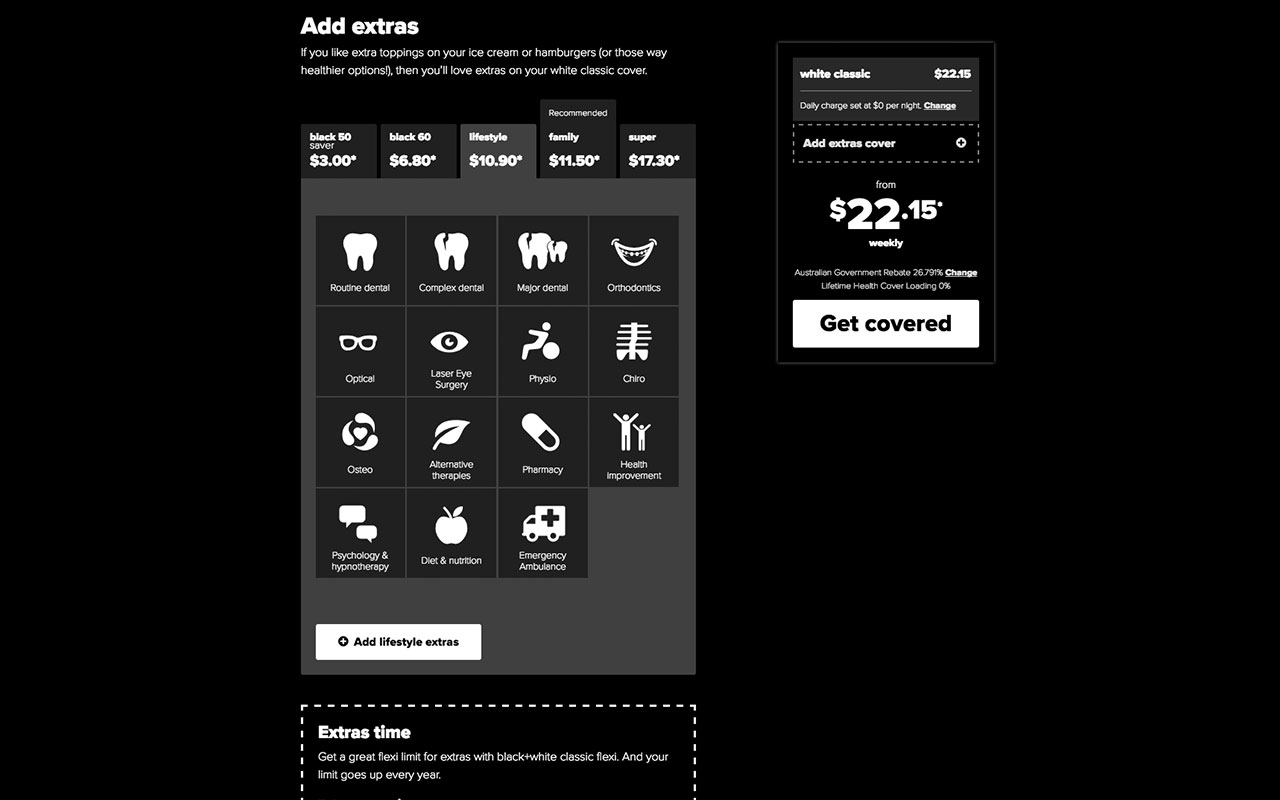 Add extras
If you like extra toppings on your ice cream or hamburgers (or those way
healthier options!), then you'll love extras on your white classic cover.
black 50
saver
$3.00*
black 60
$6.80*
lifestyle
$10.90*
Recommended
family
$11.50*
super
$17.30*
Routine dental
Complex dental
Major dental
Orthodontics
Optical
Laser Eye
Surgery
Physio
Chiro
Osteo
Alternative
therapies
Pharmacy
Health
improvement
Psychology &
hypnotherapy
Diet & nutrition
Emergency
Ambulance
Add lifestyle extras
Extras time
Get a great flexi limit for extras with black+white classic flexi. And your
limit goes up every year.
white classic $22.15
Daily charge set at $0 per night. Change
Add extras cover
from
$22.15*
weekly
Australian Government Rebate 26.791% Change
Lifetime Health Cover Loading 0%
Get covered